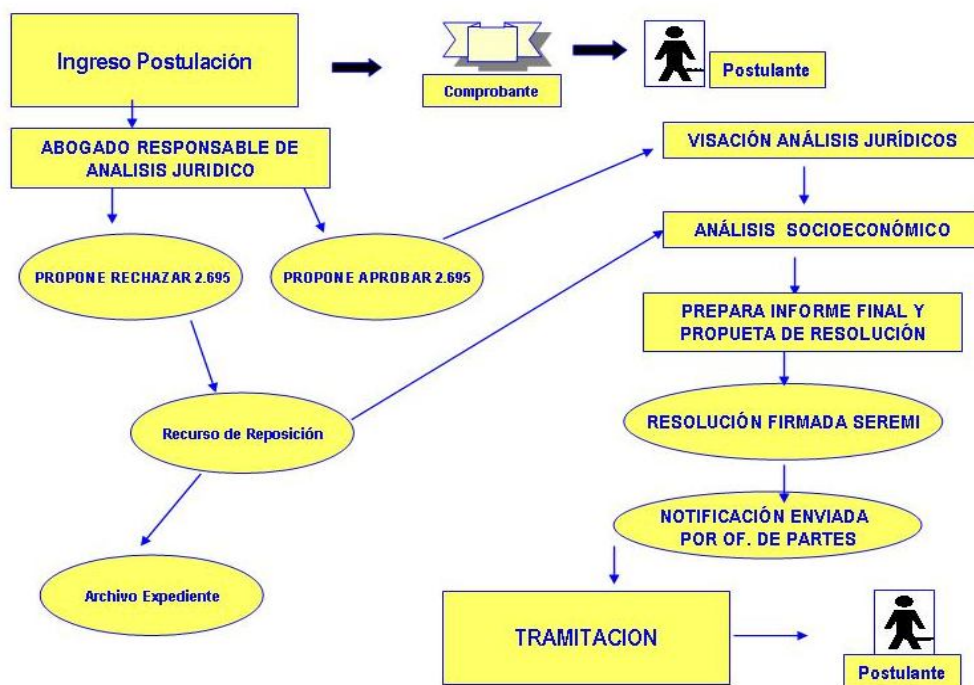 Ingreso Postulación
Comprobante
Postulante
ABOGADO RESPONSABLE DE
ANALISIS JURIDICO
VISACIÓN ANÁLISIS JURÍDICOS
PROPONE RECHAZAR 2.695
PROPONE APROBAR 2.695
ANÁLISIS SOCIOECONÓMICO
PREPARA INFORME FINAL Y
PROPUETA DE RESOLUCIÓN
Recurso de Reposición
RESOLUCIÓN FIRMADA SEREMI
NOTIFICACIÓN ENVIADA
POR OF. DE PARTES
Archivo Expediente
TRAMITACION
Postulante